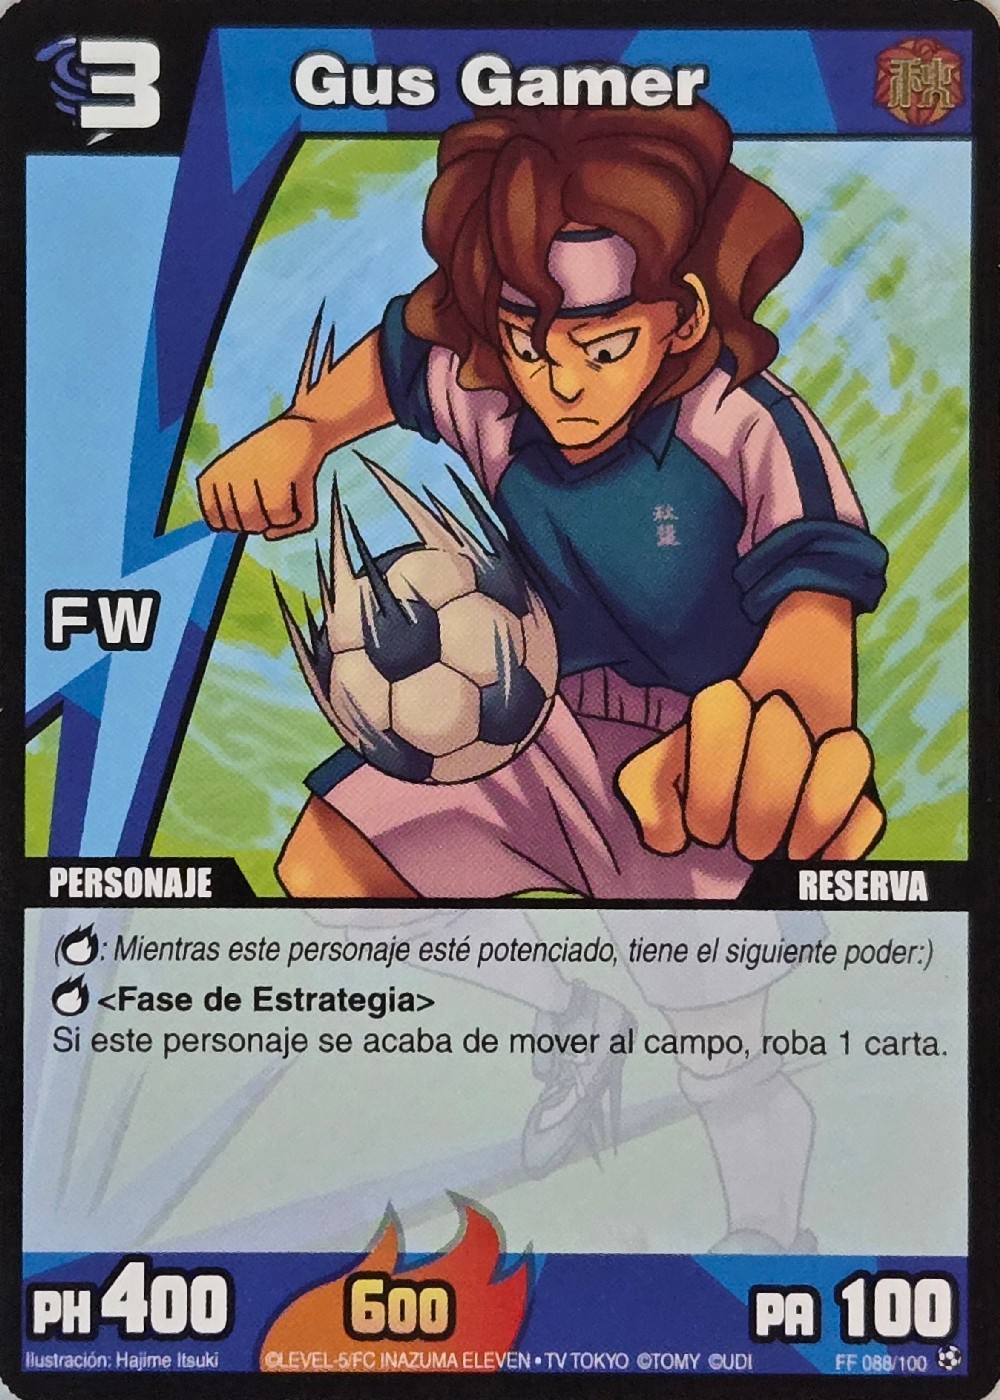 3
Gus Gamer
秋
秋葉
FW
PERSONAJE
RESERVA
(: Mientras este personaje esté potenciado, tiene el siguiente poder:)
<Fase de Estrategia>
Si este personaje se acaba de mover al campo, roba 1 carta.
PH 400
600
PA 100
Ilustración: Hajime Itsuki
©LEVEL-5/FC INAZUMA ELEVEN • TV TOKYO ©TOMY ©UDI
FF 088/100